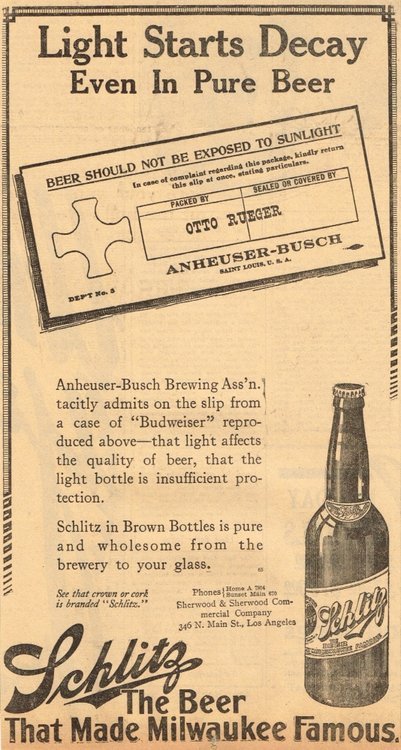 Light Starts Decay
Even In Pure Beer
BEER SHOULD NOT BE EXPOSED TO SUNLIGHT
In case of complaint regarding this package, kindly return
this slip at once, stating particulars.
PACKED BY
SEALED OR COVERED BY
OTTO RUEGER
ANHEUSER-BUSCH
SAINT LOUIS, U. S. A.
DEP'T No. 5
Anheuser-Busch Brewing Ass'n.
tacitly admits on the slip from
a case of "Budweiser" repro-
duced above—that light affects
the quality of beer, that the
light bottle is insufficient pro-
tection.
Schlitz in Brown Bottles is pure
and wholesome from the
brewery to your glass.
See that crown or cork
is branded "Schlitz."
Phones
Home A 7804
Sunset Main 670
Sherwood & Sherwood Com-
mercial Company
346 N. Main St., Los Angeles
Schlitz
Schlitz
The Beer
That Made Milwaukee Famous.